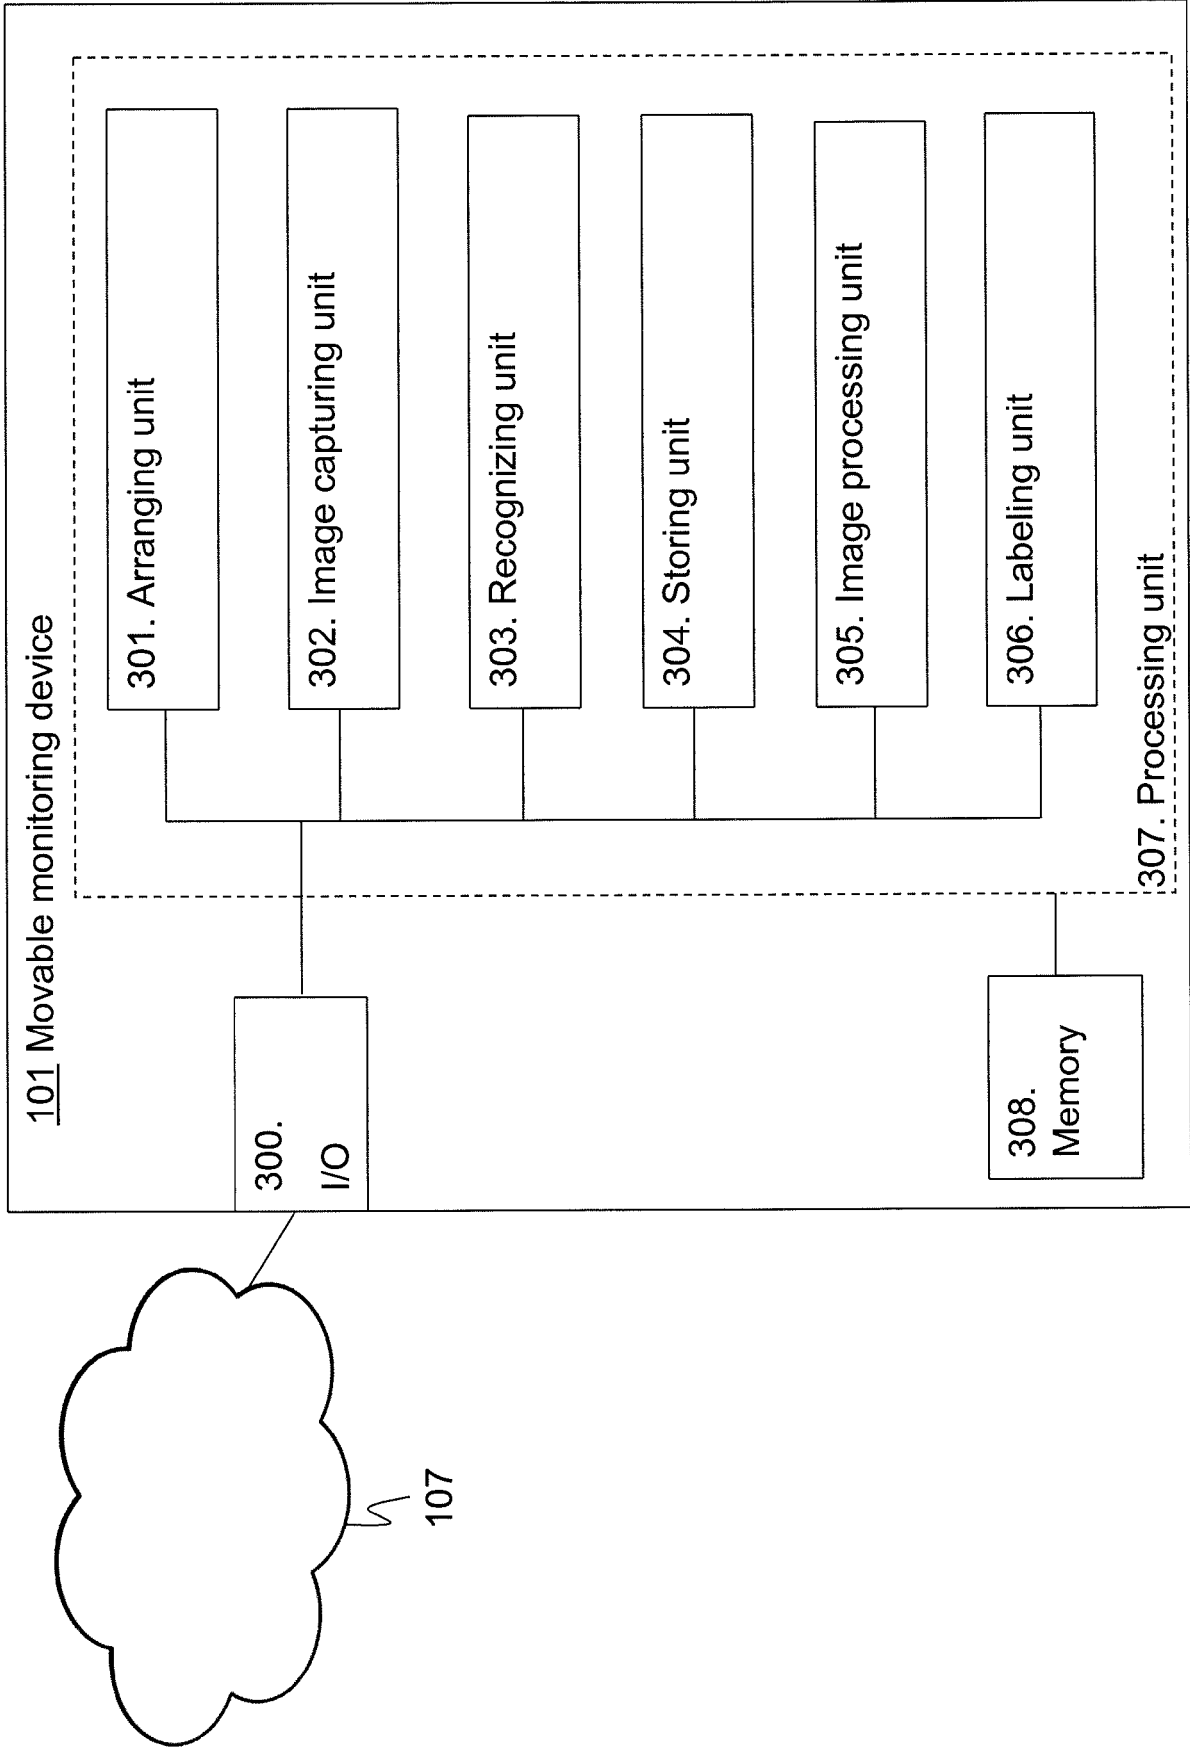 101 Movable monitoring device
300.
I/O
301. Arranging unit
302. Image capturing unit
303. Recognizing unit
304. Storing unit
305. Image processing unit
306. Labeling unit
307. Processing unit
308.
Memory
107